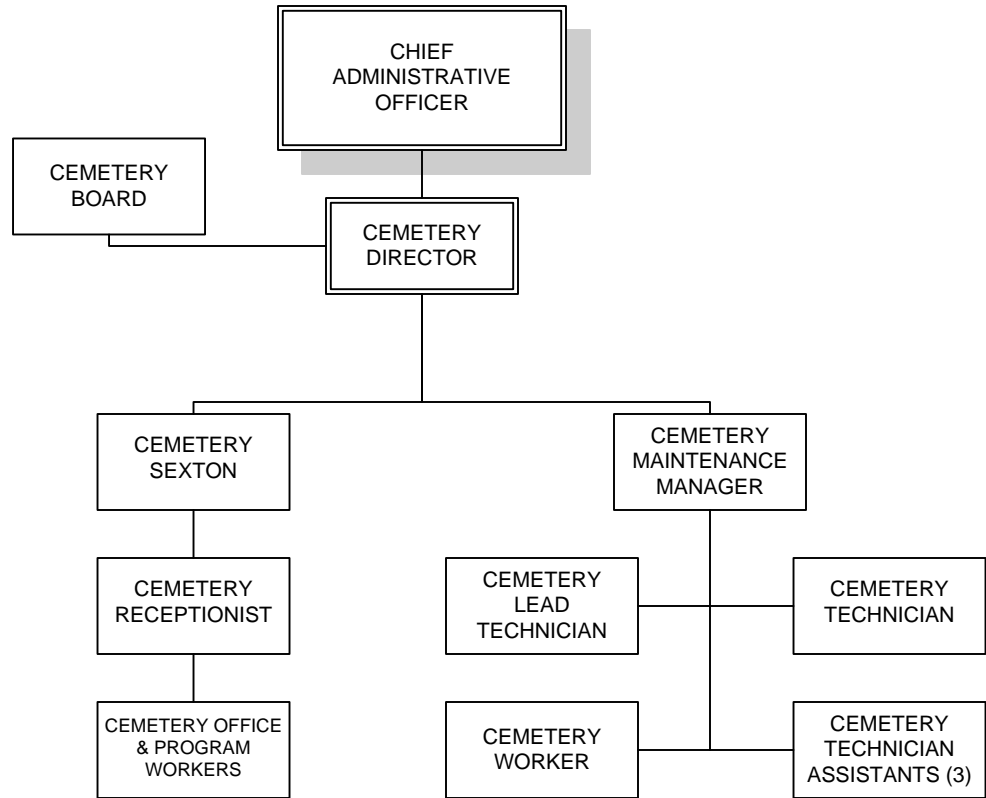 CHIEF
ADMINISTRATIVE
OFFICER
CEMETERY
BOARD
CEMETERY
DIRECTOR
CEMETERY
SEXTON
CEMETERY
MAINTENANCE
MANAGER
CEMETERY
RECEPTIONIST
CEMETERY
LEAD
TECHNICIAN
CEMETERY
TECHNICIAN
CEMETERY OFFICE
& PROGRAM
WORKERS
CEMETERY
WORKER
CEMETERY
TECHNICIAN
ASSISTANTS (3)